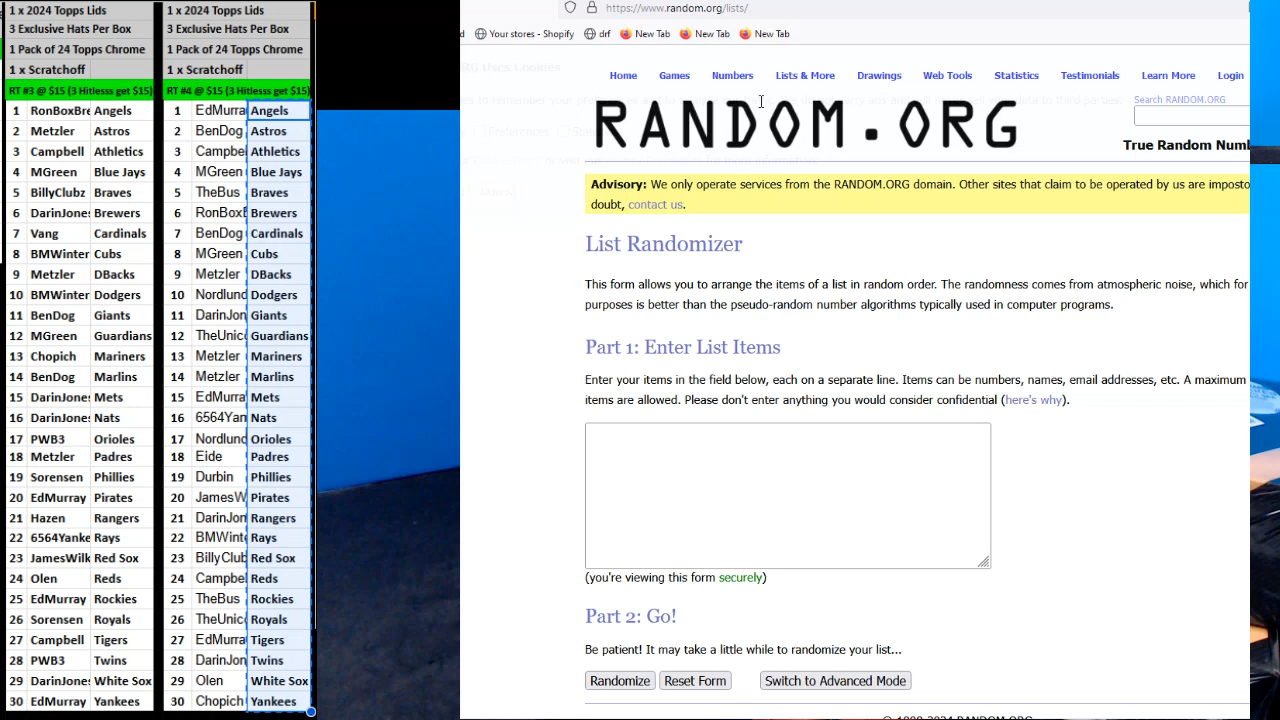 1 x 2024 Topps Lids
3 Exclusive Hats Per Box
1 Pack of 24 Topps Chrome
1 x Scratchoff
RT #3 @ $15 (3 Hitlesss get $15)
1 RonBoxBre Angels
2 Metzler Astros
3 Campbell Athletics
4 MGreen Blue Jays
5 BillyClubz Braves
6 DarinJones Brewers
7 Vang Cardinals
8 BMWinter Cubs
9 Metzler DBacks
10 BMWinter Dodgers
11 BenDog Giants
12 MGreen Guardians
13 Chopich Mariners
14 BenDog Marlins
15 DarinJones Mets
16 DarinJones Nats
17 PWB3 Orioles
18 Metzler Padres
19 Sorensen Phillies
20 EdMurray Pirates
21 Hazen Rangers
22 6564Yanke Rays
23 JamesWilk Red Sox
24 Olen Reds
25 EdMurray Rockies
26 Sorensen Royals
27 Campbell Tigers
28 PWB3 Twins
29 DarinJones White Sox
30 EdMurray Yankees
1 x 2024 Topps Lids
3 Exclusive Hats Per Box
1 Pack of 24 Topps Chrome
1 x Scratchoff
RT #4 @ $15 (3 Hitlesss get $15)
1 EdMurra Angels
2 BenDog Astros
3 Campbel Athletics
4 MGreen Blue Jays
5 TheBus Braves
6 RonBoxB Brewers
7 BenDog Cardinals
8 MGreen Cubs
9 Metzler DBacks
10 Nordlund Dodgers
11 DarinJon Giants
12 TheUnico Guardians
13 Metzler Mariners
14 Metzler Marlins
15 EdMurra Mets
16 6564Yan Nats
17 Nordlund Orioles
18 Eide Padres
19 Durbin Phillies
20 JamesW Pirates
21 DarinJon Rangers
22 BMWinte Rays
23 BillyClub Red Sox
24 Campbel Reds
25 TheBus Rockies
26 TheUnico Royals
27 EdMurra Tigers
28 DarinJon Twins
29 Olen White Sox
30 Chopich Yankees
https://www.random.org/lists/
d Your stores - Shopify drf New Tab New Tab New Tab
Home Games Numbers Lists & More Drawings Web Tools Statistics Testimonials Learn More Login
Search RANDOM.ORG
RANDOM.ORG
True Random Numb
Advisory: We only operate services from the RANDOM.ORG domain. Other sites that claim to be operated by us are imposto
doubt, contact us.
List Randomizer
This form allows you to arrange the items of a list in random order. The randomness comes from atmospheric noise, which for
purposes is better than the pseudo-random number algorithms typically used in computer programs.
Part 1: Enter List Items
Enter your items in the field below, each on a separate line. Items can be numbers, names, email addresses, etc. A maximum
items are allowed. Please don't enter anything you would consider confidential (here's why).
(you're viewing this form securely)
Part 2: Go!
Be patient! It may take a little while to randomize your list...
Randomize Reset Form Switch to Advanced Mode